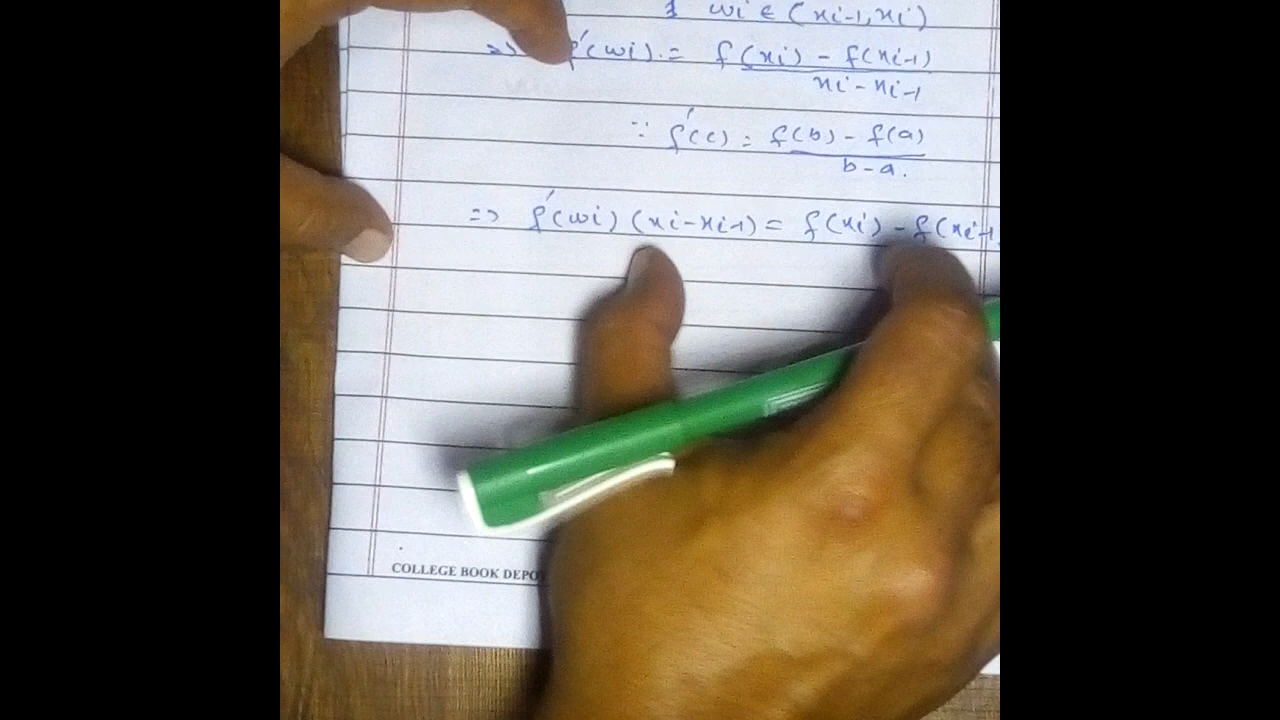 ∃ wi ∈ (xi-1, xi)
=> f'(wi) = f(xi) - f(xi-1)
xi - xi-1
∵ f'(c) = f(b) - f(a)
b-a.
=> f'(wi) (xi-xi-1) = f(xi) - f(xi-1
COLLEGE BOOK DEPO